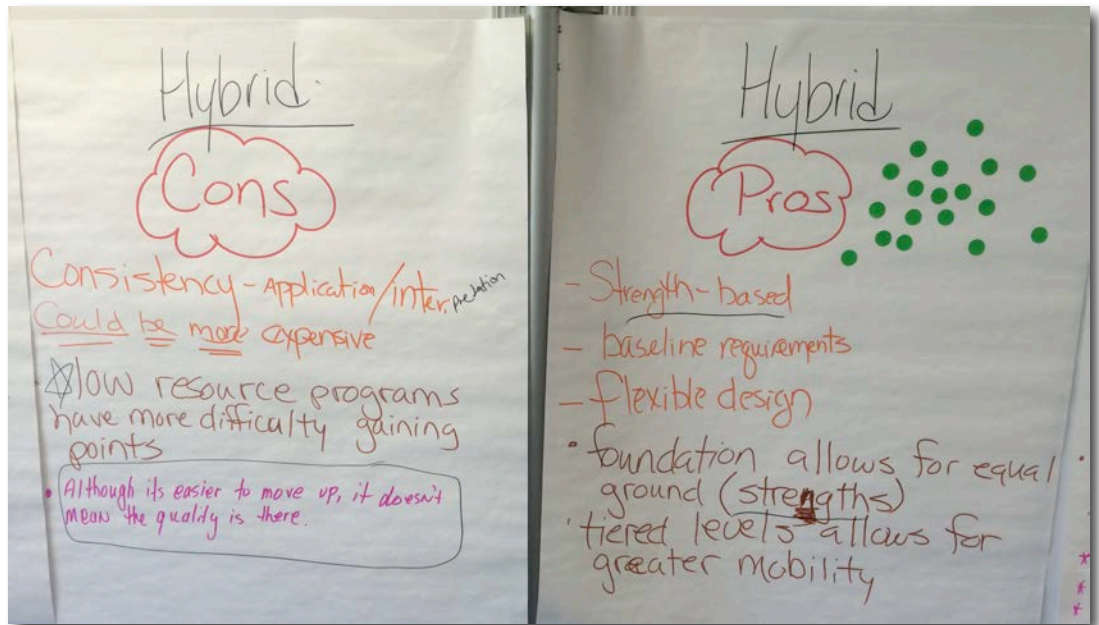 Hybrid
Cons
Consistency - Application/inter.pretation
Could be more expensive
☆low resource programs
have more difficulty gaining
points
• Although its easier to move up, it doesn't
mean the quality is there.
Hybrid
Pros
- Strength-based
- baseline requirements
- flexible design
• foundation allows for equal
ground (strengths)
• tiered levels allows for
greater mobility